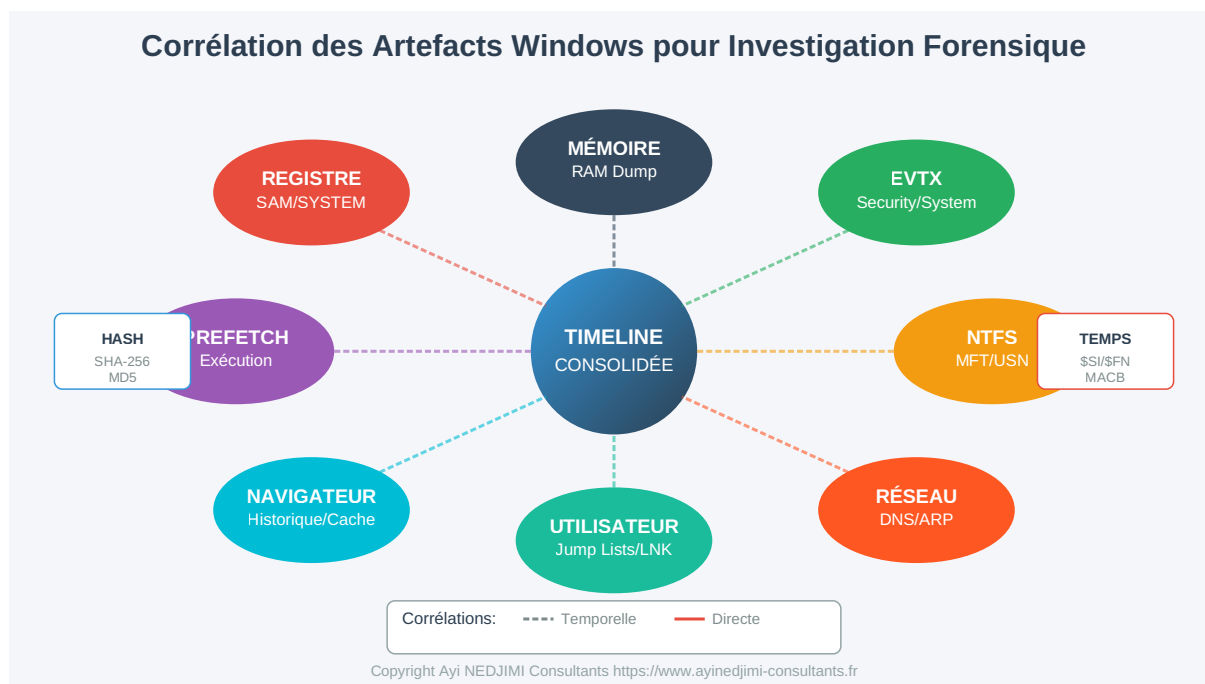 Corrélation des Artefacts Windows pour Investigation Forensique
MÉMOIRE
RAM Dump
REGISTRE
SAM/SYSTEM
EVTX
Security/System
HASH
SHA-256
MD5
PREFETCH
Exécution
TIMELINE
CONSOLIDÉE
NTFS
MFT/USN
TEMPS
$SI/$FN
MACB
NAVIGATEUR
Historique/Cache
UTILISATEUR
Jump Lists/LNK
RÉSEAU
DNS/ARP
Corrélations: Temporelle Directe
Copyright Ayi NEDJIMI Consultants https://www.ayinedjimi-consultants.fr